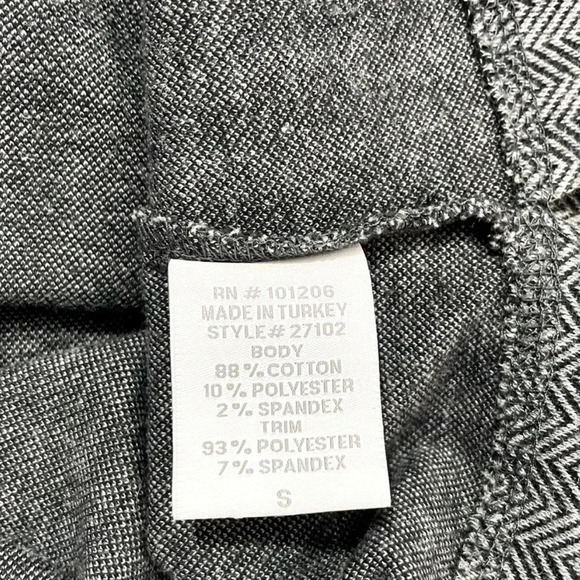 RN # 101206
MADE IN TURKEY
STYLE# 27102
BODY
88% COTTON
10% POLYESTER
2% SPANDEX
TRIM
93% POLYESTER
7% SPANDEX
S